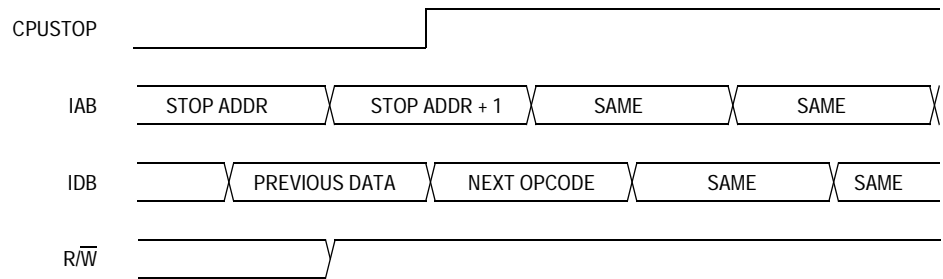 CPUSTOP
IAB STOP ADDR STOP ADDR + 1 SAME SAME
IDB PREVIOUS DATA NEXT OPCODE SAME SAME
R/W̅